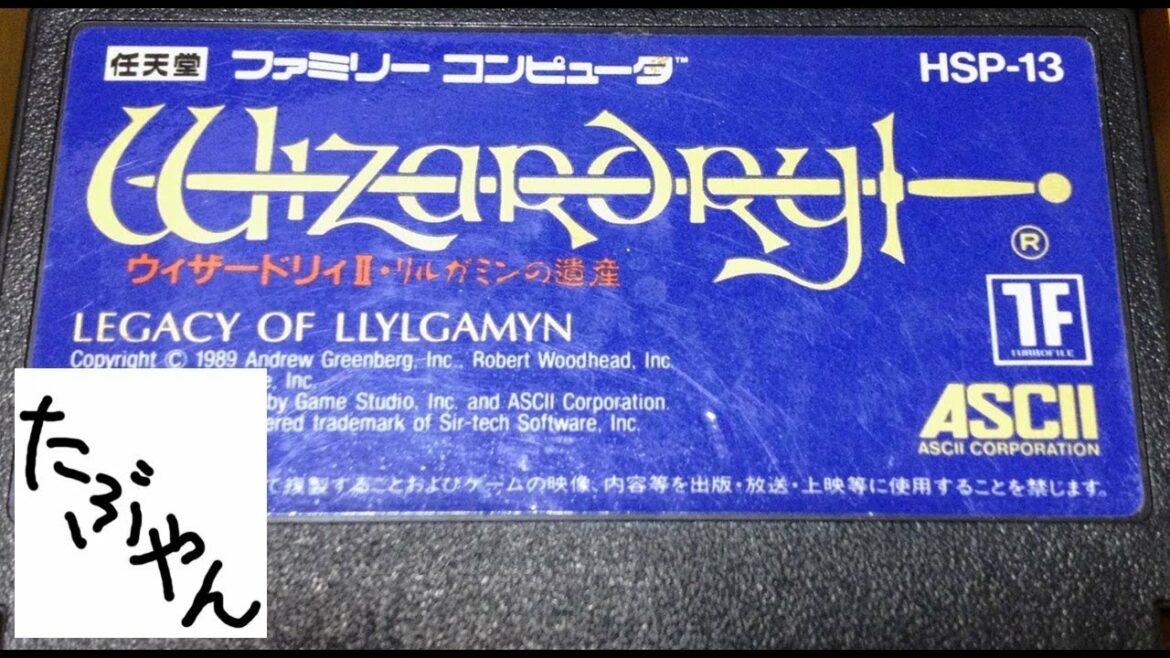 任天堂 ファミリー コンピュータ™ HSP-13
Wizardry
®
ウィザードリィⅡ・リルガミンの遺産
LEGACY OF LLYLGAMYN
TF
TURBOFILE
Copyright © 1989 Andrew Greenberg, Inc., Robert Woodhead, Inc.
e, Inc.
by Game Studio, Inc. and ASCII Corporation.
ered trademark of Sir-tech Software, Inc.
ASCII
ASCII CORPORATION
て複製することおよびゲームの映像、内容等を出版・放送・上映等に使用することを禁じます。
たぶやん